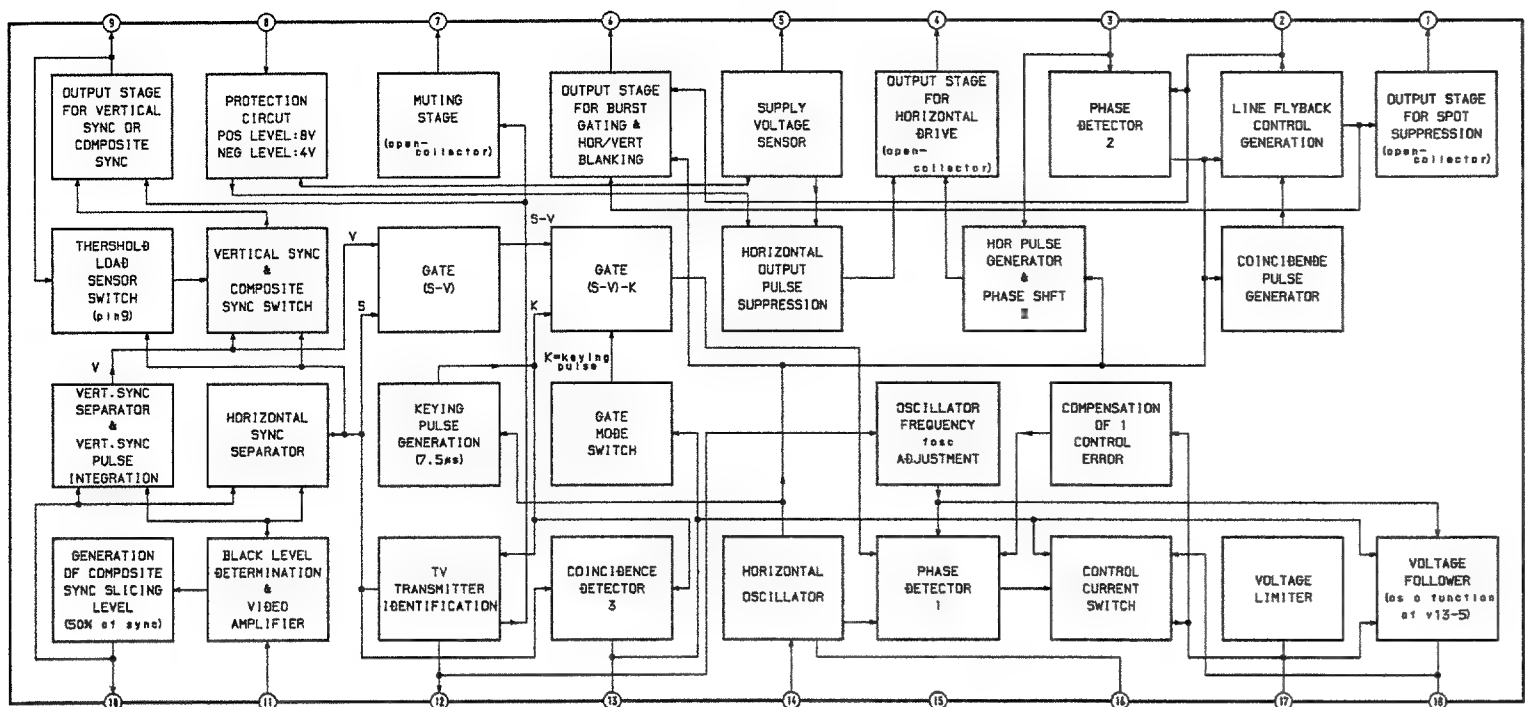 9 8 7 6 5 4 3 2 1
OUTPUT STAGE
FOR VERTICAL
SYNC OR
COMPOSITE
SYNC
PROTECTION
CIRCUT
POS LEVEL:8V
NEG LEVEL:4V
MUTING
STAGE
(open-
collector)
OUTPUT STAGE
FOR BURST
GATING &
HOR/VERT
BLANKING
SUPPLY
VOLTAGE
SENSOR
OUTPUT STAGE
FOR
HORIZONTAL
DRIVE
(open-
collector)
PHASE
DETECTOR
2
LINE FLYBACK
CONTROL
GENERATION
OUTPUT STAGE
FOR SPOT
SUPPRESSION
(open-
collector)
THERSHOLD
LOAD
SENSOR
SWITCH
(pin9)
VERTICAL SYNC
&
COMPOSITE
SYNC SWITCH
V
S
GATE
(S-V)
S-V
K
GATE
(S-V)-K
HORIZONTAL
OUTPUT
PULSE
SUPPRESSION
HOR PULSE
GENERATOR
&
PHASE SHFT
COINCIDENCE
PULSE
GENERATOR
V
K=keying
pulse
VERT.SYNC
SEPARATOR
&
VERT.SYNC
PULSE
INTEGRATION
HORIZONTAL
SYNC
SEPARATOR
KEYING
PULSE
GENERATION
(7.5µs)
GATE
MODE
SWITCH
OSCILLATOR
FREQUENCY
fosc
ADJUSTMENT
COMPENSATION
OF 1
CONTROL
ERROR
GENERATION
OF COMPOSITE
SYNC SLICING
LEVEL
(50% of sync)
BLACK LEVEL
DETERMINATION
&
VIDEO
AMPLIFIER
TV
TRANSMITTER
IDENTIFICATION
COINCIDENCE
DETECTOR
3
HORIZONTAL
OSCILLATOR
PHASE
DETECTOR
1
CONTROL
CURRENT
SWITCH
VOLTAGE
LIMITER
VOLTAGE
FOLLOWER
(as a function
of v13-5)
10 11 12 13 14 15 16 17 18